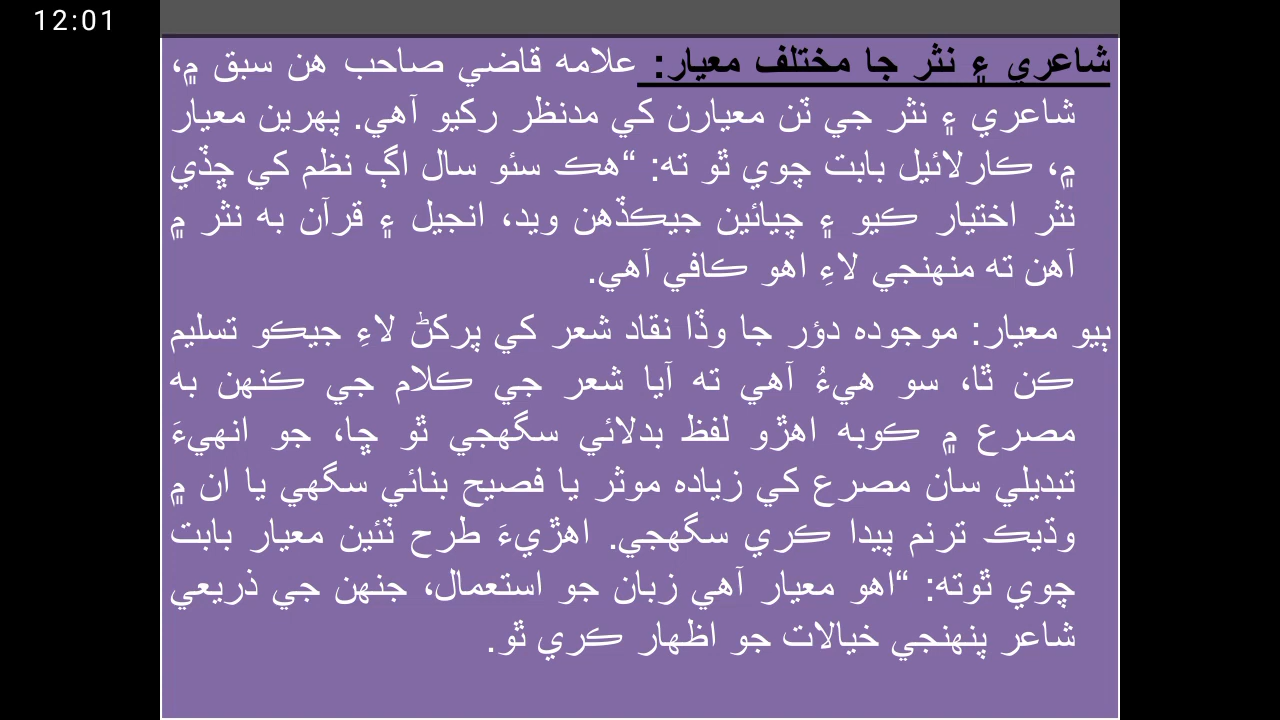 12:01
شاعري ۽ نثر جا مختلف معيار: علامه قاضي صاحب هن سبق ۾،
شاعري ۽ نثر جي ٽن معيارن کي مدنظر رکيو آهي. پهرين معيار
۾، ڪارلائيل بابت چوي ٿو ته: “هڪ سئو سال اڳ نظم کي ڇڏي
نثر اختيار ڪيو ۽ چيائين جيڪڏهن ويد، انجيل ۽ قرآن به نثر ۾
آهن ته منهنجي لاءِ اهو ڪافي آهي.
ٻيو معيار: موجوده دؤر جا وڏا نقاد شعر کي پرکڻ لاءِ جيڪو تسليم
ڪن ٿا، سو هيءُ آهي ته آيا شعر جي ڪلام جي ڪنهن به
مصرع ۾ ڪوبه اهڙو لفظ بدلائي سگهجي ٿو ڇا، جو انهيءَ
تبديلي سان مصرع کي زياده موثر يا فصيح بنائي سگهي يا ان ۾
وڌيڪ ترنم پيدا ڪري سگهجي. اهڙيءَ طرح ٽئين معيار بابت
چوي ٿوته: “اهو معيار آهي زبان جو استعمال، جنهن جي ذريعي
شاعر پنهنجي خيالات جو اظهار ڪري ٿو.